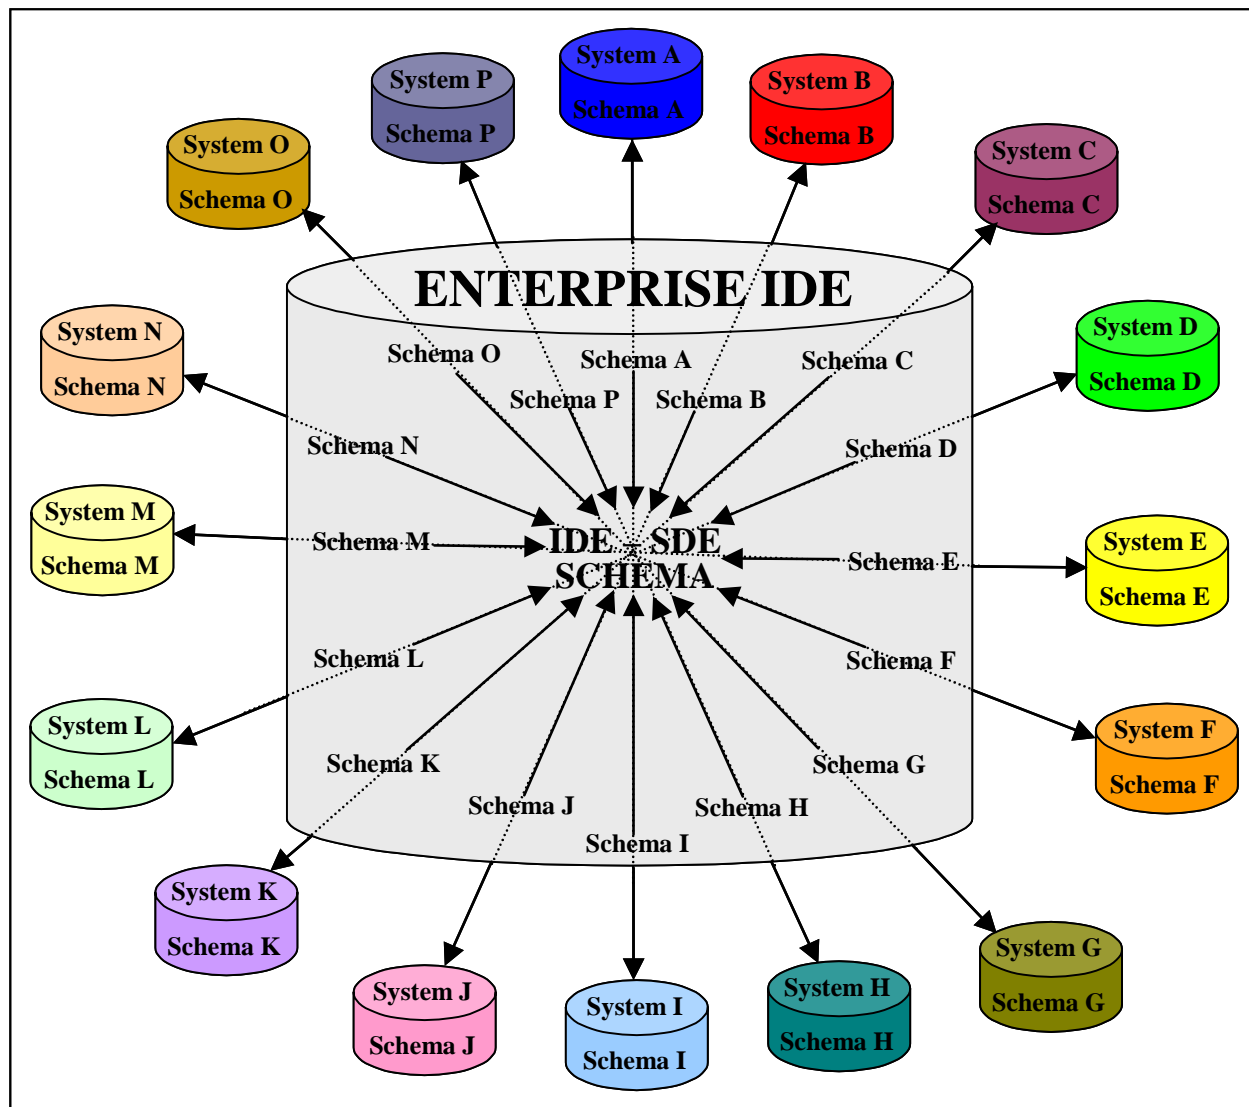 System A
Schema A
System P
Schema P
System B
Schema B
System O
Schema O
System C
Schema C
ENTERPRISE IDE
System N
Schema N
System D
Schema D
Schema O
Schema A
Schema C
Schema P
Schema B
Schema N
Schema D
System M
Schema M
Schema M
IDE – SDE
SCHEMA
Schema E
System E
Schema E
Schema L
Schema F
System L
Schema L
System F
Schema F
Schema K
Schema G
Schema J
Schema H
Schema I
System K
Schema K
System G
Schema G
System J
Schema J
System I
Schema I
System H
Schema H